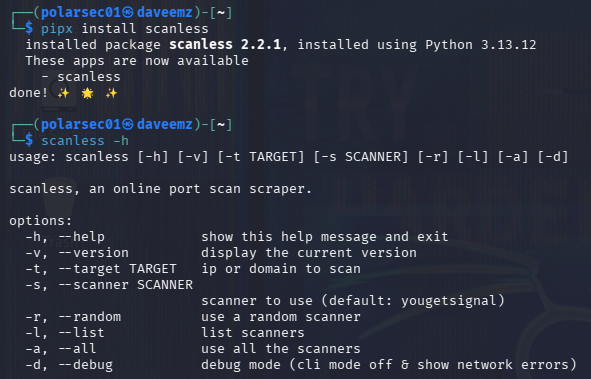 ┌──(polarsec01㉿daveemz)-[~]
└─$ pipx install scanless
  installed package scanless 2.2.1, installed using Python 3.13.12
  These apps are now available
    - scanless
done! ✨ 🌟 ✨

┌──(polarsec01㉿daveemz)-[~]
└─$ scanless -h
usage: scanless [-h] [-v] [-t TARGET] [-s SCANNER] [-r] [-l] [-a] [-d]

scanless, an online port scan scraper.

options:
  -h, --help            show this help message and exit
  -v, --version         display the current version
  -t, --target TARGET   ip or domain to scan
  -s, --scanner SCANNER
                        scanner to use (default: yougetsignal)
  -r, --random          use a random scanner
  -l, --list            list scanners
  -a, --all             use all the scanners
  -d, --debug           debug mode (cli mode off & show network errors)